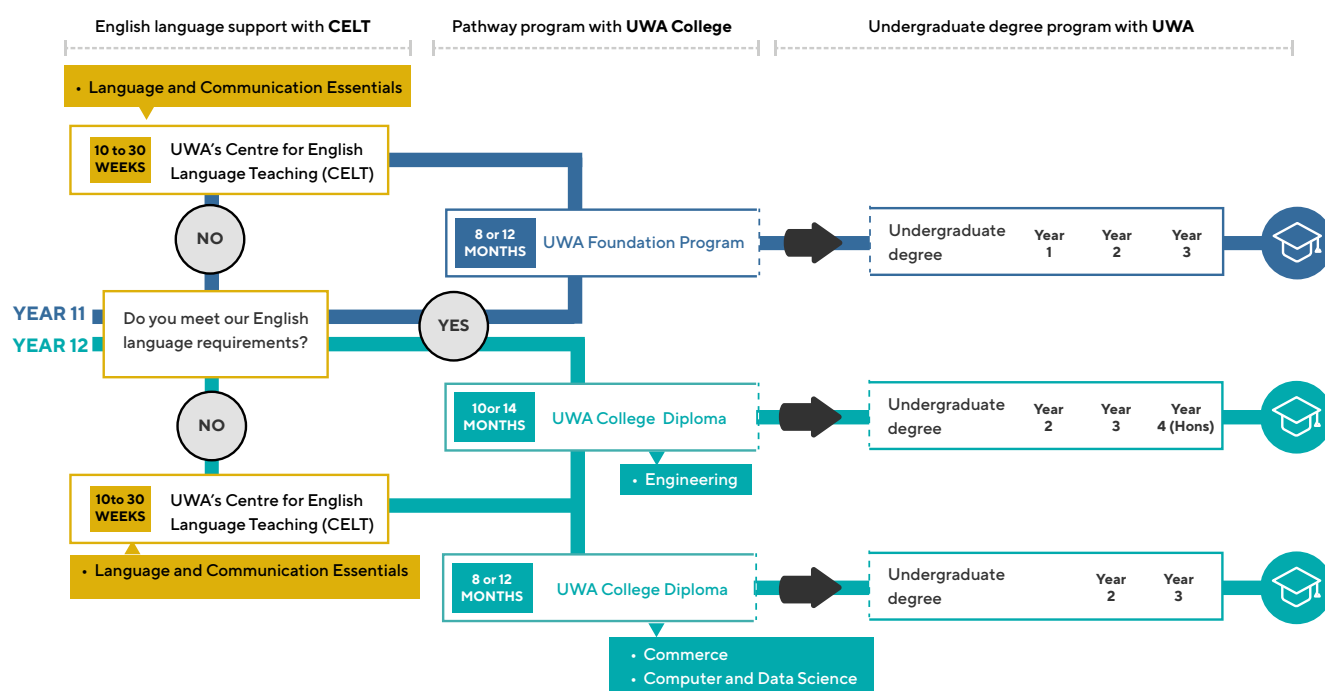 English language support with CELT
Pathway program with UWA College
Undergraduate degree program with UWA
• Language and Communication Essentials
10 to 30
WEEKS
UWA's Centre for English
Language Teaching (CELT)
NO
8 or 12
MONTHS
UWA Foundation Program
Undergraduate
degree
Year
1
Year
2
Year
3
YEAR 11
YEAR 12
Do you meet our English
language requirements?
YES
NO
10or 14
MONTHS
UWA College Diploma
• Engineering
Undergraduate
degree
Year
2
Year
3
Year
4 (Hons)
10to 30
WEEKS
UWA's Centre for English
Language Teaching (CELT)
• Language and Communication Essentials
8 or 12
MONTHS
UWA College Diploma
• Commerce
• Computer and Data Science
Undergraduate
degree
Year
2
Year
3